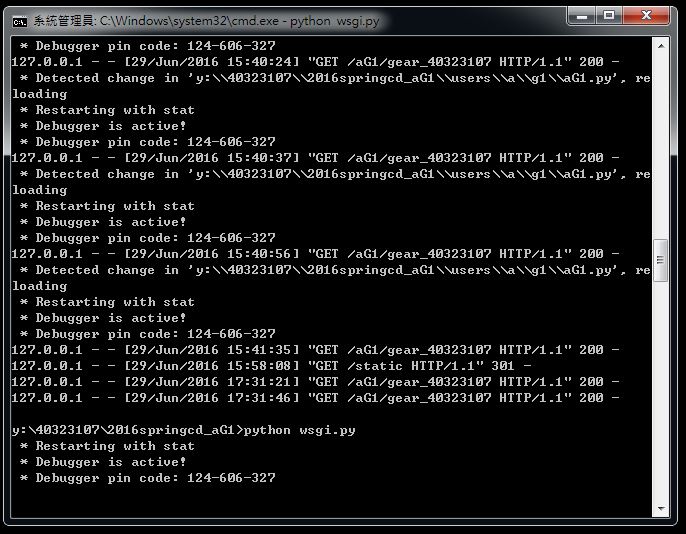 系統管理員: C:\Windows\system32\cmd.exe - python wsgi.py
 * Debugger pin code: 124-606-327
127.0.0.1 - - [29/Jun/2016 15:40:24] "GET /aG1/gear_40323107 HTTP/1.1" 200 -
 * Detected change in 'y:\\40323107\\2016springcd_aG1\\users\\a\\g1\\aG1.py', re
loading
 * Restarting with stat
 * Debugger is active!
 * Debugger pin code: 124-606-327
127.0.0.1 - - [29/Jun/2016 15:40:37] "GET /aG1/gear_40323107 HTTP/1.1" 200 -
 * Detected change in 'y:\\40323107\\2016springcd_aG1\\users\\a\\g1\\aG1.py', re
loading
 * Restarting with stat
 * Debugger is active!
 * Debugger pin code: 124-606-327
127.0.0.1 - - [29/Jun/2016 15:40:56] "GET /aG1/gear_40323107 HTTP/1.1" 200 -
 * Detected change in 'y:\\40323107\\2016springcd_aG1\\users\\a\\g1\\aG1.py', re
loading
 * Restarting with stat
 * Debugger is active!
 * Debugger pin code: 124-606-327
127.0.0.1 - - [29/Jun/2016 15:41:35] "GET /aG1/gear_40323107 HTTP/1.1" 200 -
127.0.0.1 - - [29/Jun/2016 15:58:08] "GET /static HTTP/1.1" 301 -
127.0.0.1 - - [29/Jun/2016 17:31:21] "GET /aG1/gear_40323107 HTTP/1.1" 200 -
127.0.0.1 - - [29/Jun/2016 17:31:46] "GET /aG1/gear_40323107 HTTP/1.1" 200 -
y:\40323107\2016springcd_aG1>python wsgi.py
 * Restarting with stat
 * Debugger is active!
 * Debugger pin code: 124-606-327